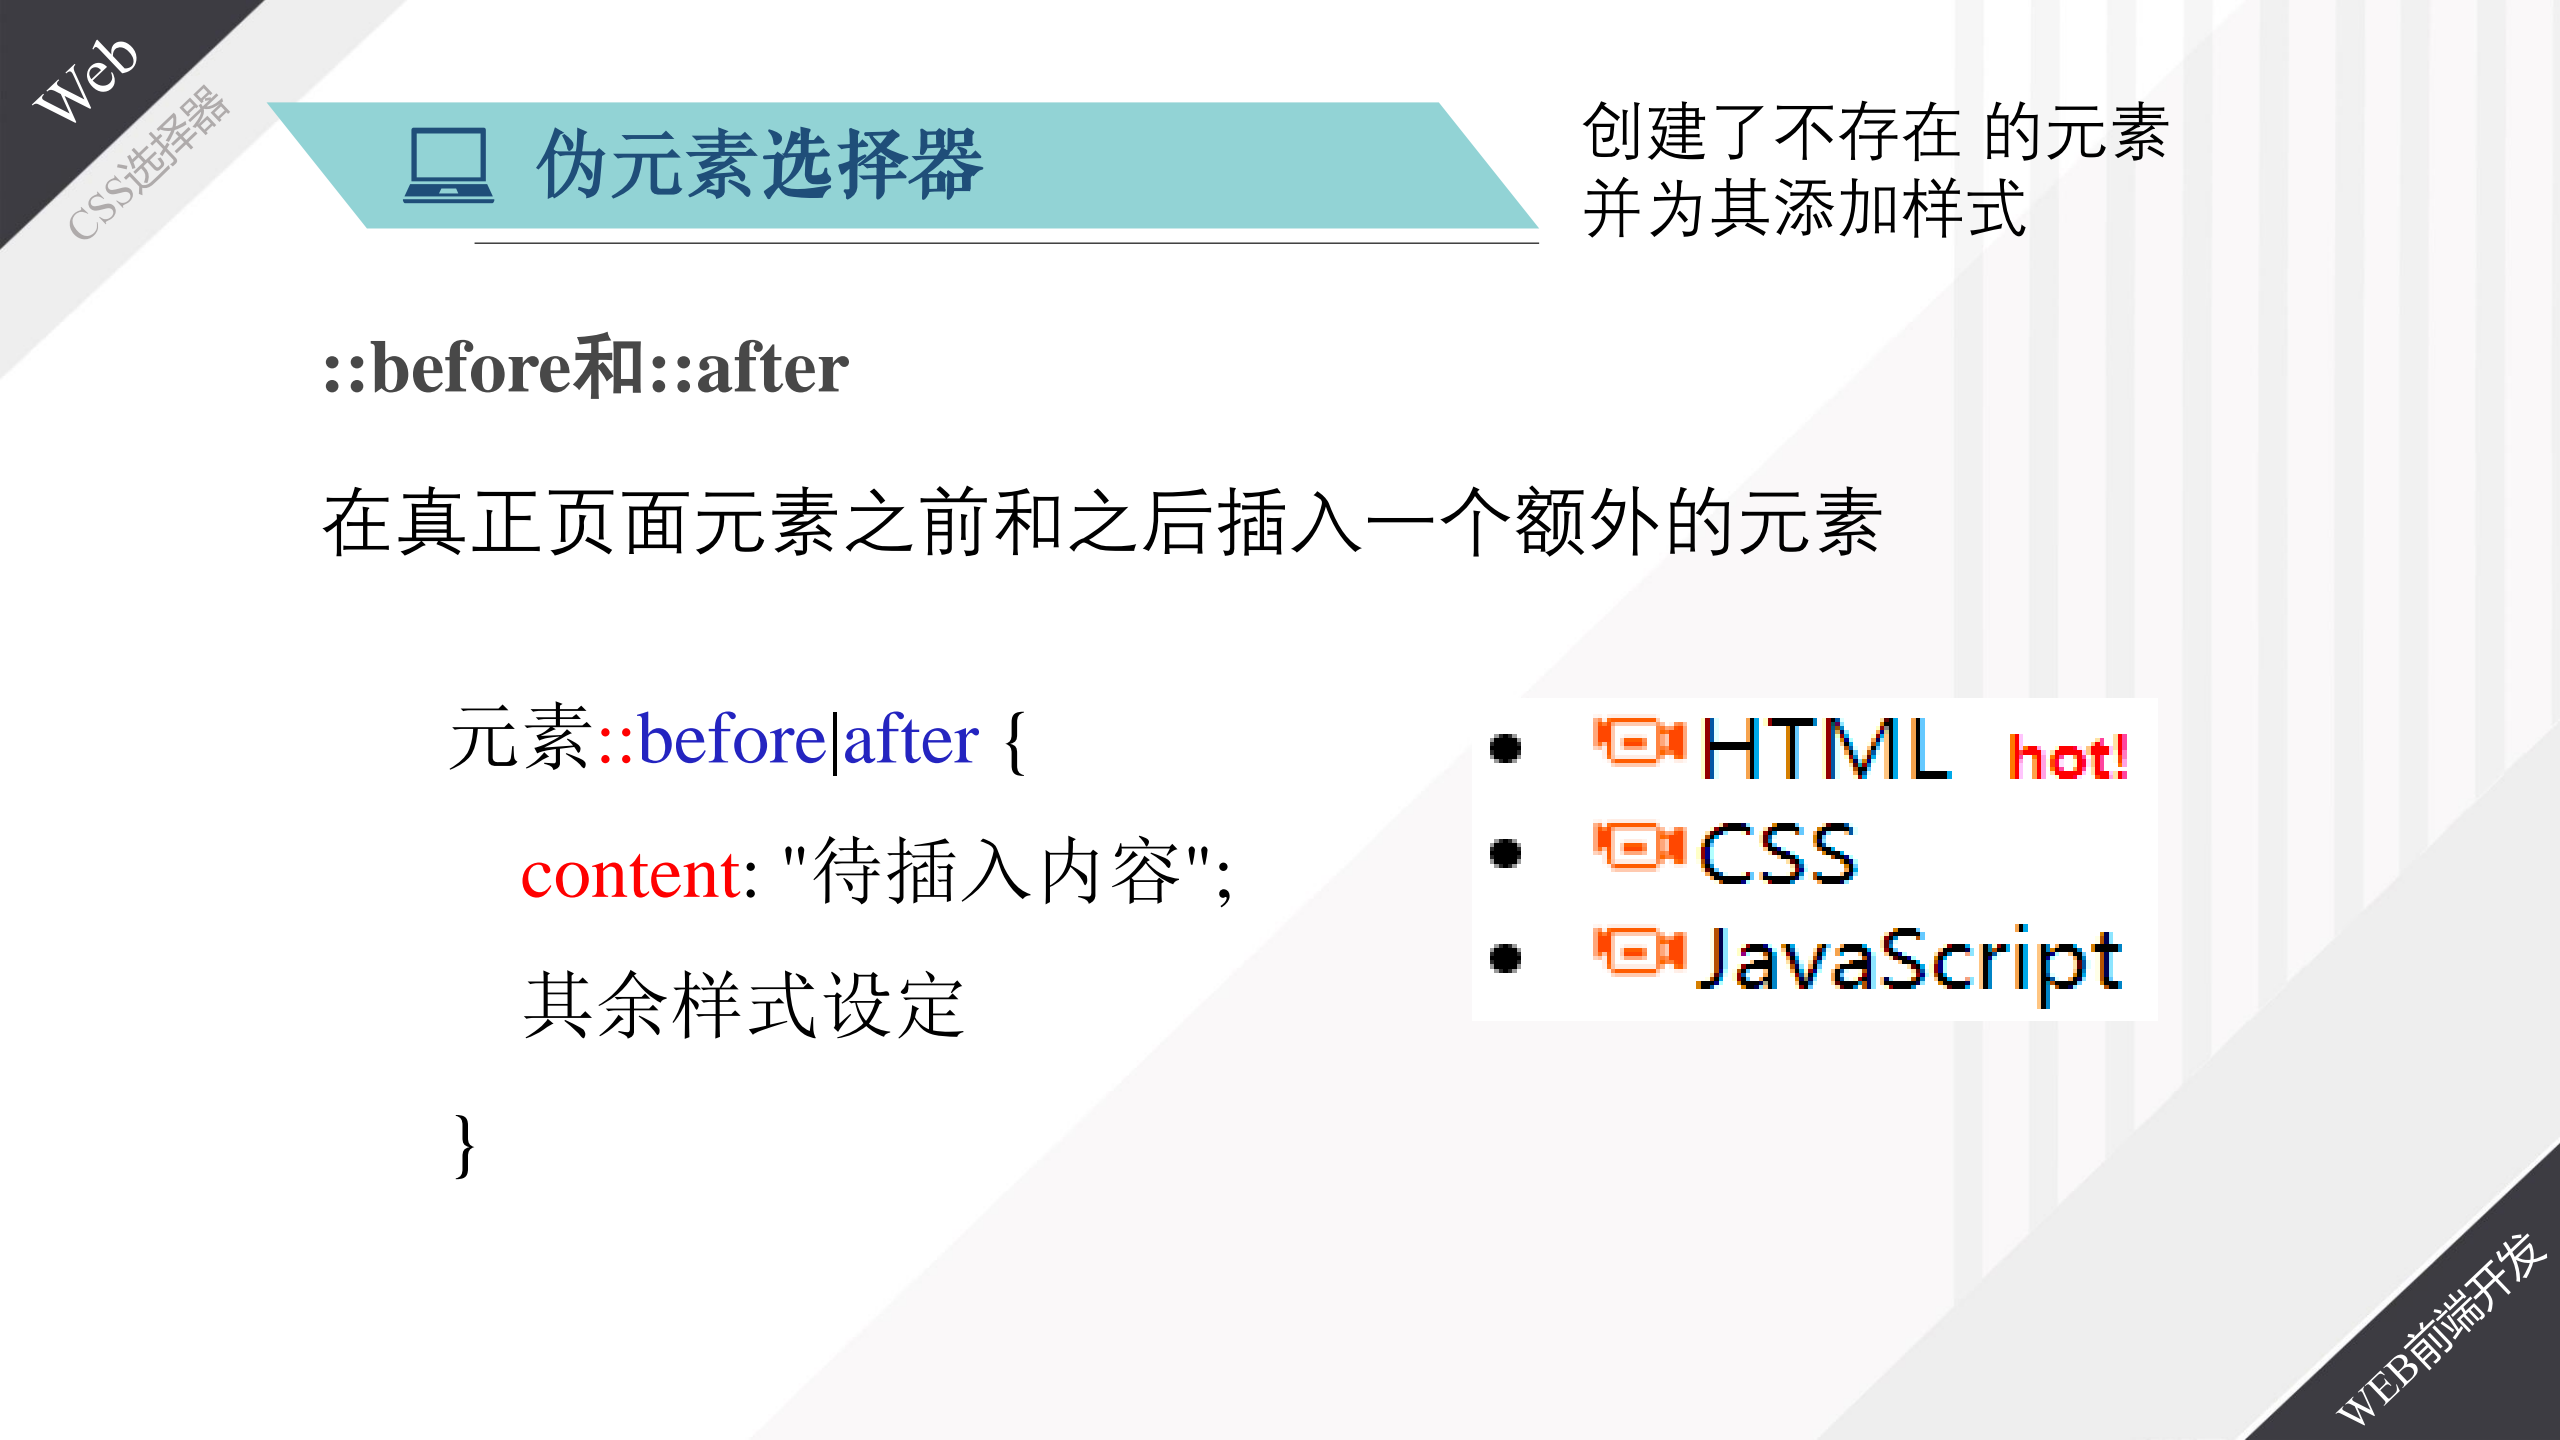 Web
CSS选择器
伪元素选择器
创建了不存在 的元素
并为其添加样式
::before和::after
在真正页面元素之前和之后插入一个额外的元素
元素::before|after {
content: "待插入内容";
其余样式设定
}
• HTML hot!
• CSS
• JavaScript
WEB前端开发